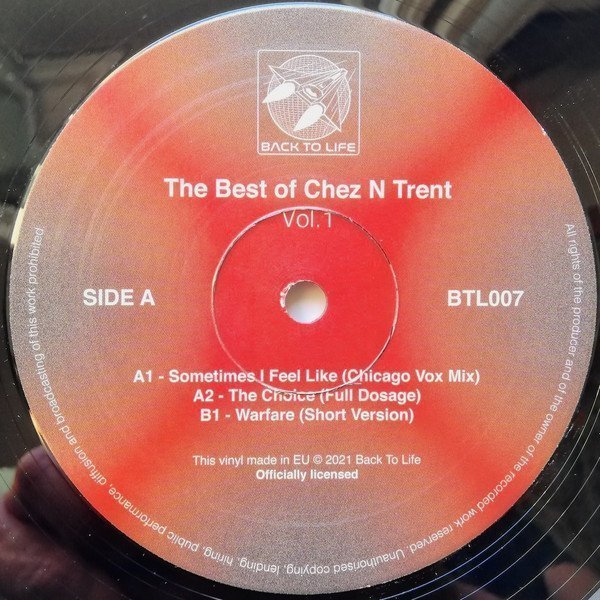 BACK TO LIFE
The Best of Chez N Trent
Vol.1
SIDE A
BTL007
A1 - Sometimes I Feel Like (Chicago Vox Mix)
A2 - The Choice (Full Dosage)
B1 - Warfare (Short Version)
This vinyl made in EU © 2021 Back To Life
Officially licensed
All rights of the producer and of the owner of the recorded work reserved. Unauthorised copying, lending, hiring, public performance, diffusion and broadcasting of this work prohibited